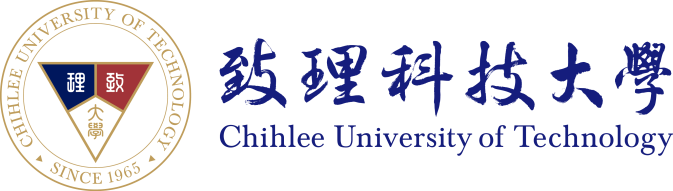 CHIHLEE UNIVERSITY OF TECHNOLOGY
理 致
大
學
SINCE 1965
致理科技大學
Chihlee University of Technology